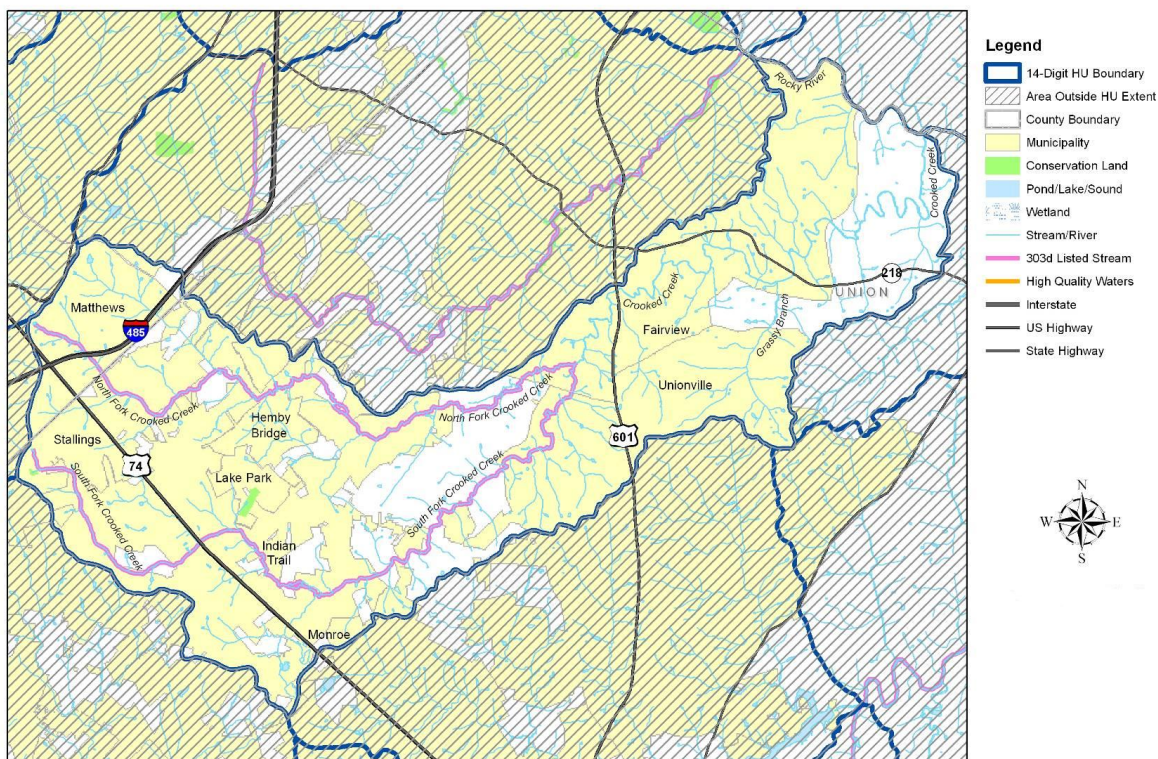 Rocky River
Crooked Creek
218
UNION
Matthews
485
Crooked Creek
Grassy Branch
Fairview
Unionville
North Fork Crooked Creek
Hemby
Bridge
North Fork Crooked Creek
601
Stallings
74
Lake Park
South Fork Crooked Creek
South Fork Crooked Creek
Indian
Trail
Monroe
Legend
14-Digit HU Boundary
Area Outside HU Extent
County Boundary
Municipality
Conservation Land
Pond/Lake/Sound
Wetland
Stream/River
303d Listed Stream
High Quality Waters
Interstate
US Highway
State Highway
N
W
E
S